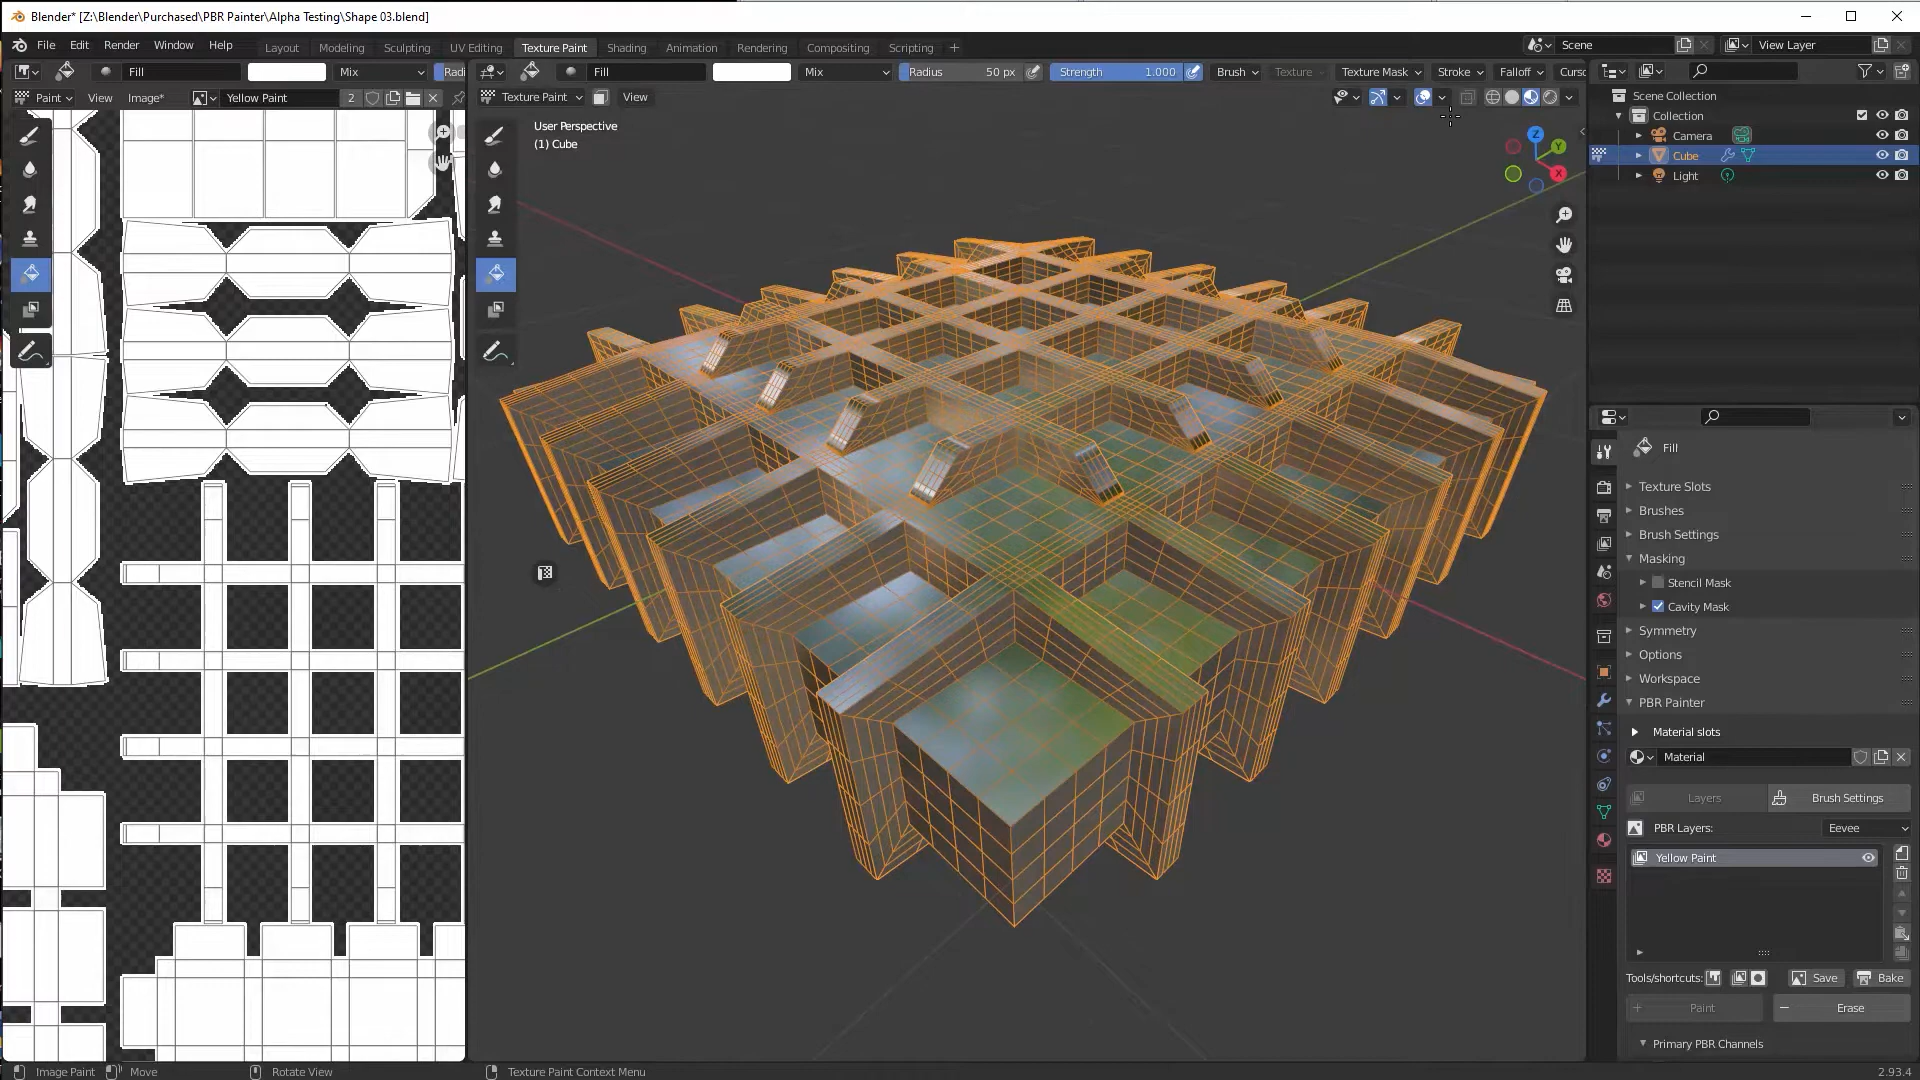 Blender* [Z:\Blender\Purchased\PBR Painter\Alpha Testing\Shape 03.blend]
File Edit Render Window Help Layout Modeling Sculpting UV Editing Texture Paint Shading Animation Rendering Compositing Scripting + Scene View Layer
Fill Mix Radi Fill Mix Radius 50 px Strength 1.000 Brush Texture Texture Mask Stroke Falloff Curso
Paint View Image* Yellow Paint 2 Texture Paint View
User Perspective
(1) Cube
Z
Y
X
Scene Collection
Collection
Camera
Cube
Light
Fill
Texture Slots
Brushes
Brush Settings
Masking
Stencil Mask
Cavity Mask
Symmetry
Options
Workspace
PBR Painter
Material slots
Material
Layers Brush Settings
PBR Layers: Eevee
Yellow Paint
Tools/shortcuts: Save Bake
Paint Erase
Primary PBR Channels
Image Paint Move Rotate View Texture Paint Context Menu 2.93.4